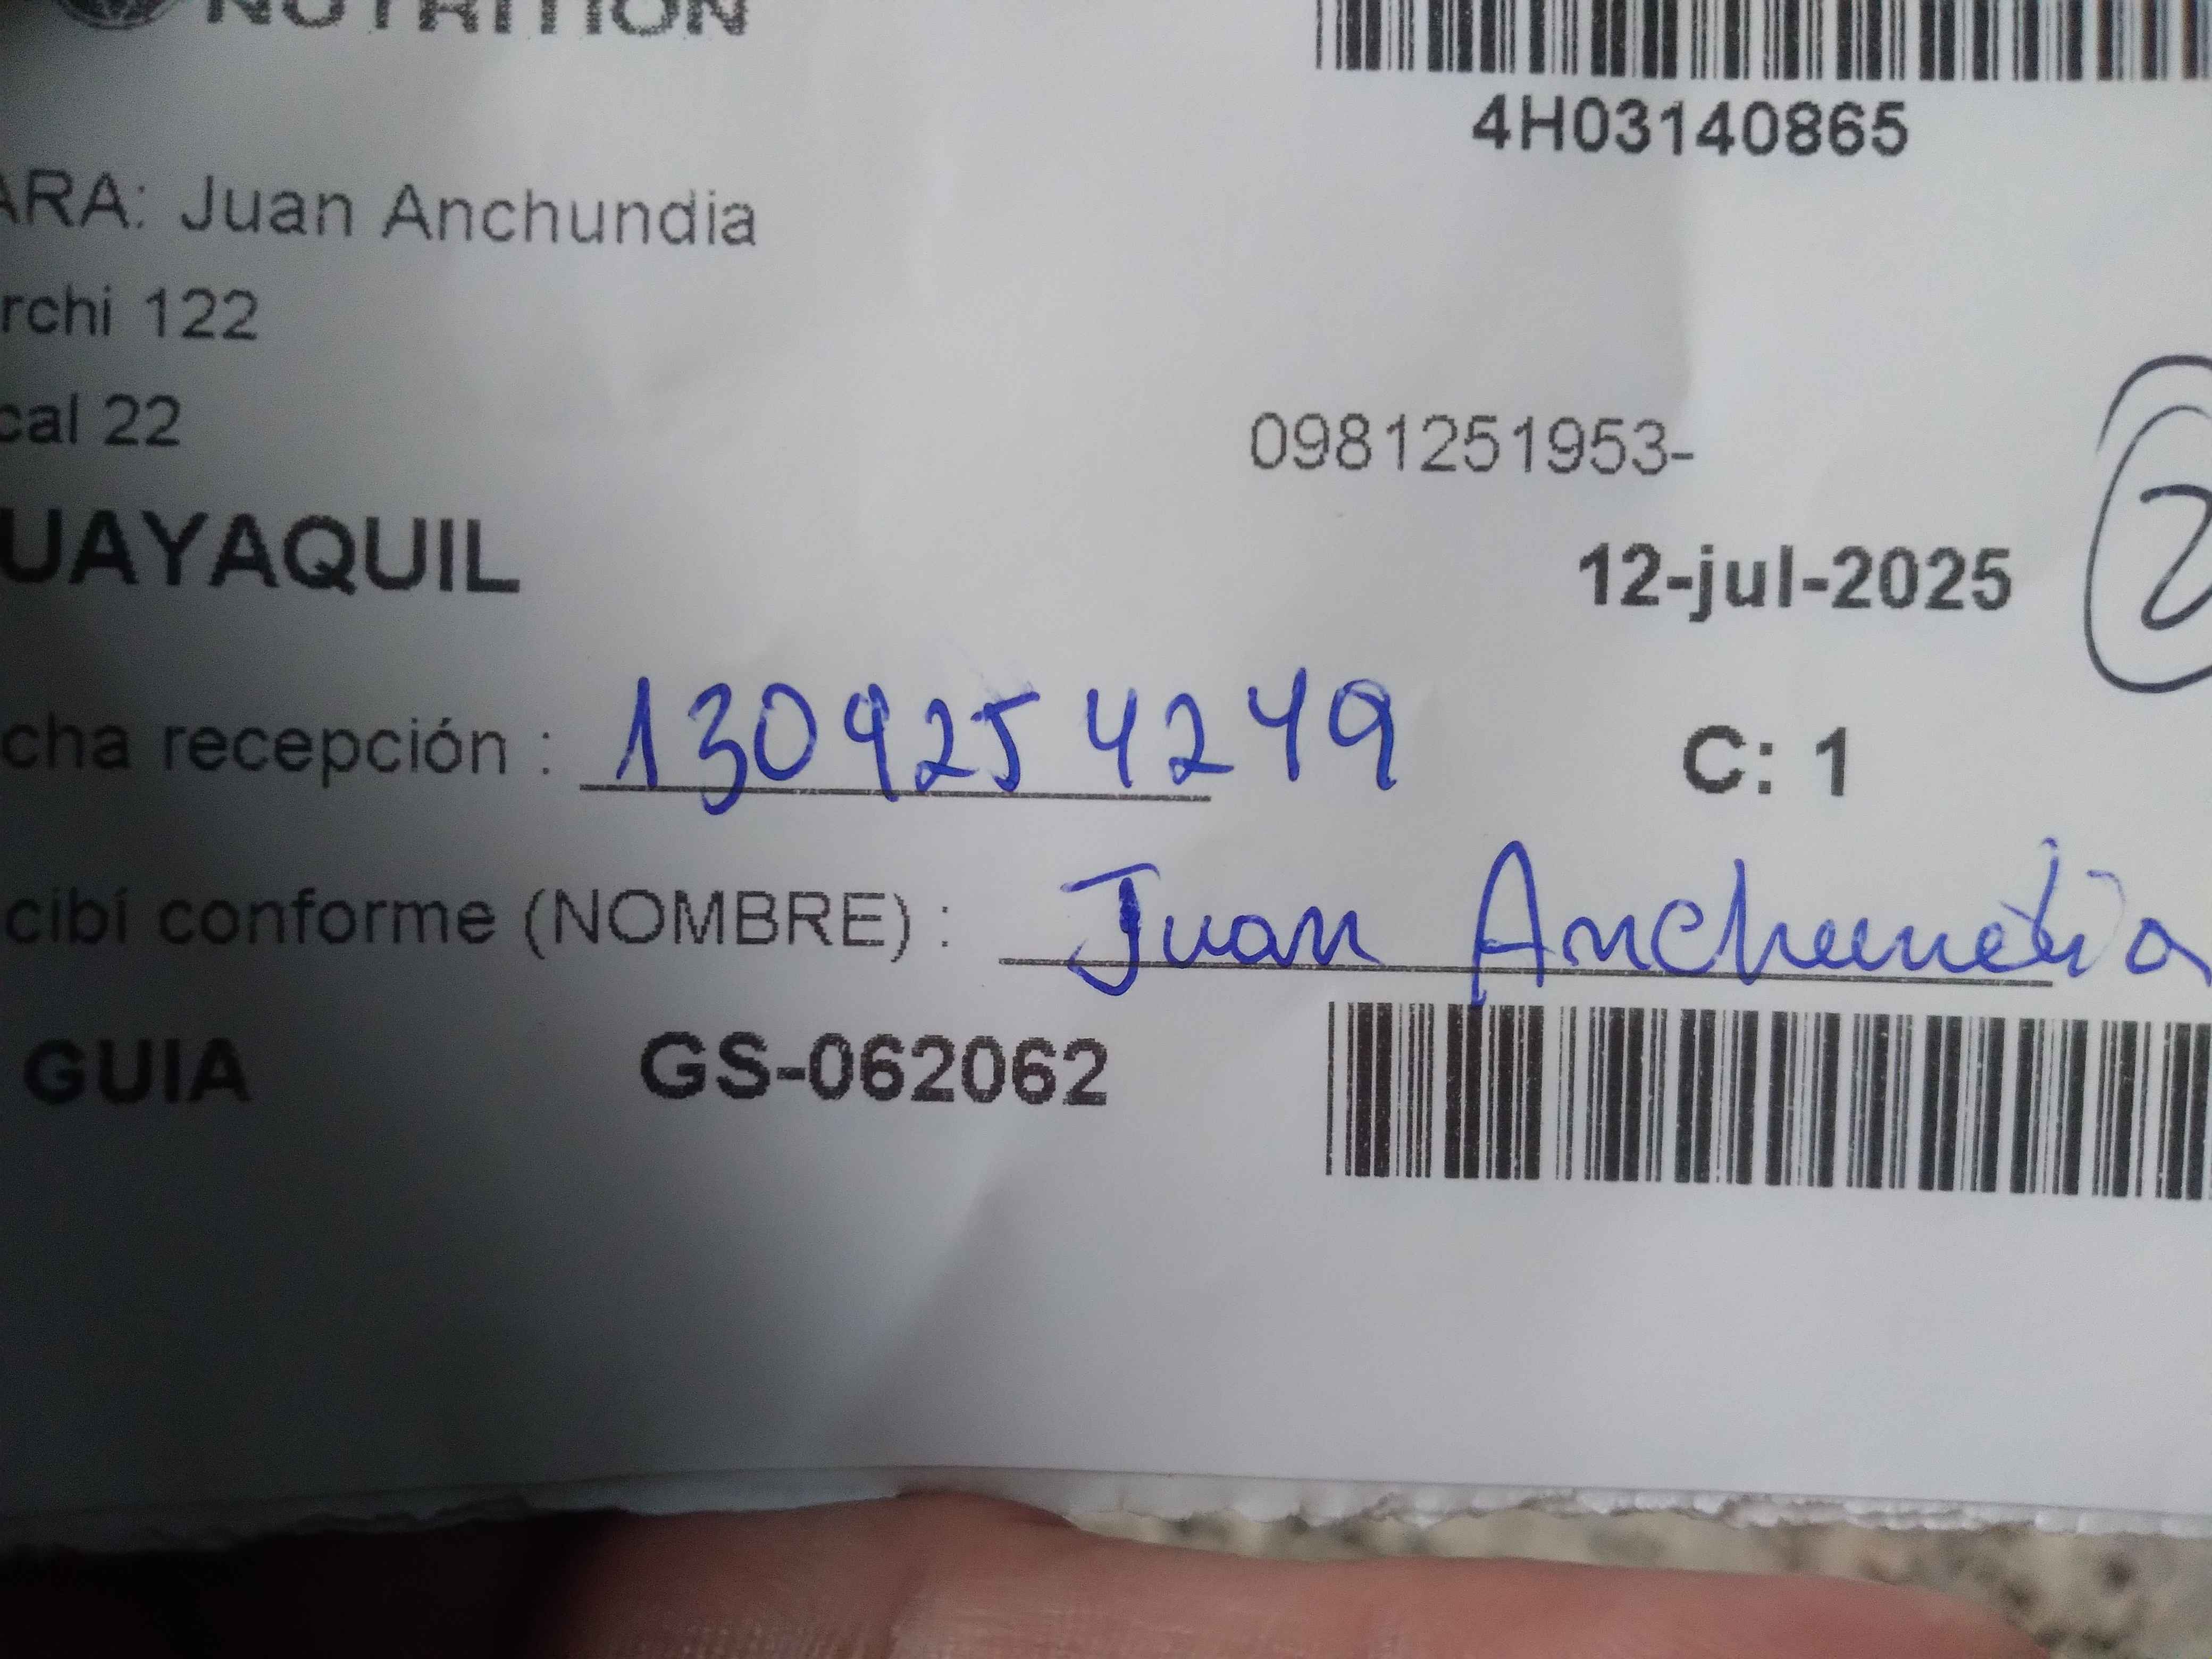 NUTRITION
4H03140865
ARA: Juan Anchundia
rchi 122
cal 22
0981251953-
UAYAQUIL
12-jul-2025
2
cha recepción : 1309254249
C: 1
cibí conforme (NOMBRE) : Juan Anchundia
GUIA GS-062062